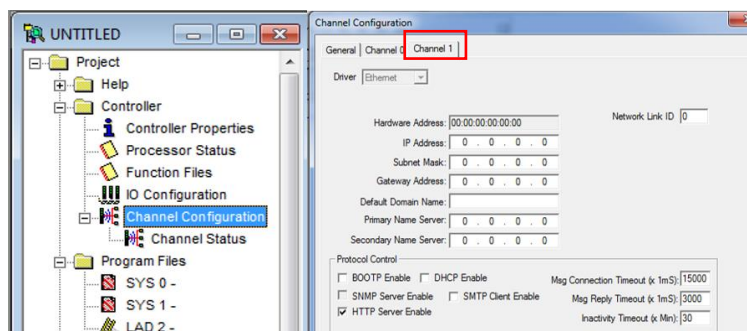 UNTITLED
Project
Help
Controller
Controller Properties
Processor Status
Function Files
IO Configuration
Channel Configuration
Channel Status
Program Files
SYS 0 -
SYS 1 -
LAD 2 -
Channel Configuration
General Channel 0 Channel 1
Driver Ethernet
Hardware Address: 00:00:00:00:00:00 Network Link ID 0
IP Address: 0 . 0 . 0 . 0
Subnet Mask: 0 . 0 . 0 . 0
Gateway Address: 0 . 0 . 0 . 0
Default Domain Name:
Primary Name Server: 0 . 0 . 0 . 0
Secondary Name Server: 0 . 0 . 0 . 0
Protocol Control
BOOTP Enable DHCP Enable Msg Connection Timeout (x 1mS): 15000
SNMP Server Enable SMTP Client Enable Msg Reply Timeout (x 1mS): 3000
HTTP Server Enable Inactivity Timeout (x Min): 30